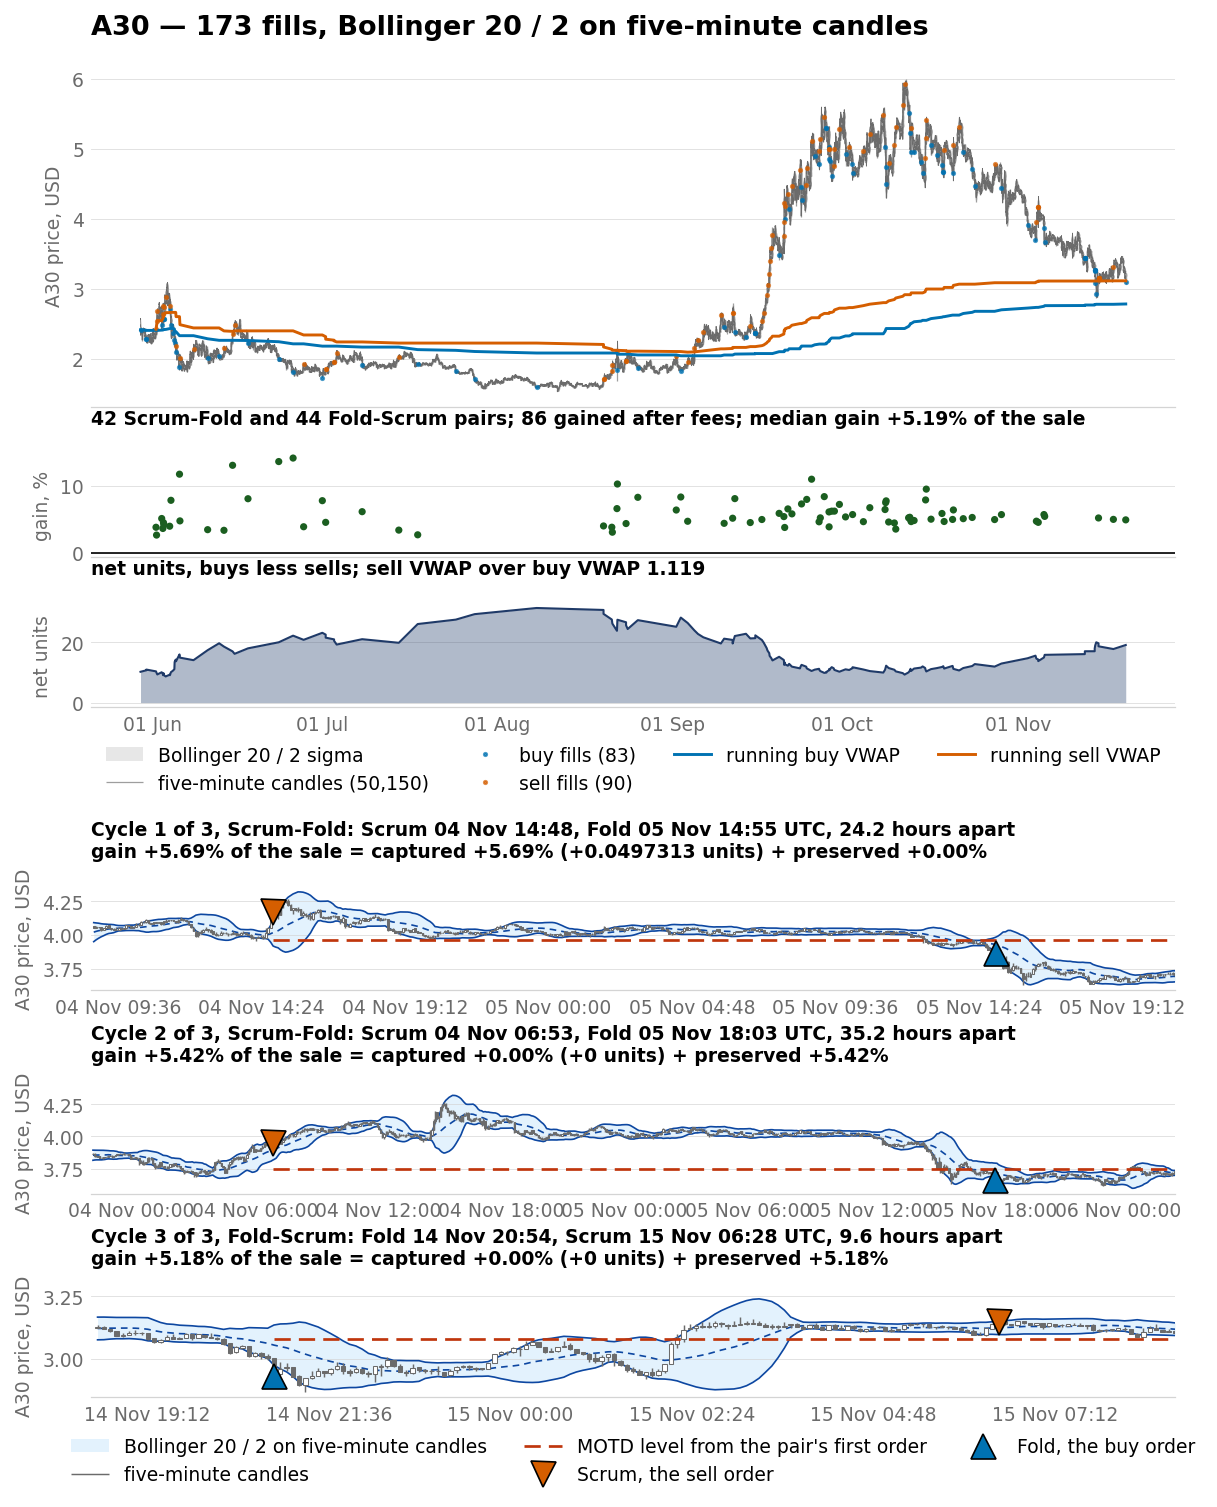 A30 — 173 fills, Bollinger 20 / 2 on five-minute candles
A30 price, USD
6
5
4
3
2
42 Scrum-Fold and 44 Fold-Scrum pairs; 86 gained after fees; median gain +5.19% of the sale
gain, %
10
0
net units, buys less sells; sell VWAP over buy VWAP 1.119
net units
20
0
01 Jun 01 Jul 01 Aug 01 Sep 01 Oct 01 Nov
Bollinger 20 / 2 sigma
five-minute candles (50,150)
buy fills (83)
sell fills (90)
running buy VWAP
running sell VWAP
Cycle 1 of 3, Scrum-Fold: Scrum 04 Nov 14:48, Fold 05 Nov 14:55 UTC, 24.2 hours apart
gain +5.69% of the sale = captured +5.69% (+0.0497313 units) + preserved +0.00%
A30 price, USD
4.25
4.00
3.75
04 Nov 09:36 04 Nov 14:24 04 Nov 19:12 05 Nov 00:00 05 Nov 04:48 05 Nov 09:36 05 Nov 14:24 05 Nov 19:12
Cycle 2 of 3, Scrum-Fold: Scrum 04 Nov 06:53, Fold 05 Nov 18:03 UTC, 35.2 hours apart
gain +5.42% of the sale = captured +0.00% (+0 units) + preserved +5.42%
A30 price, USD
4.25
4.00
3.75
04 Nov 00:00 04 Nov 06:00 04 Nov 12:00 04 Nov 18:00 05 Nov 00:00 05 Nov 06:00 05 Nov 12:00 05 Nov 18:00 06 Nov 00:00
Cycle 3 of 3, Fold-Scrum: Fold 14 Nov 20:54, Scrum 15 Nov 06:28 UTC, 9.6 hours apart
gain +5.18% of the sale = captured +0.00% (+0 units) + preserved +5.18%
A30 price, USD
3.25
3.00
14 Nov 19:12 14 Nov 21:36 15 Nov 00:00 15 Nov 02:24 15 Nov 04:48 15 Nov 07:12
Bollinger 20 / 2 on five-minute candles
five-minute candles
MOTD level from the pair's first order
Scrum, the sell order
Fold, the buy order